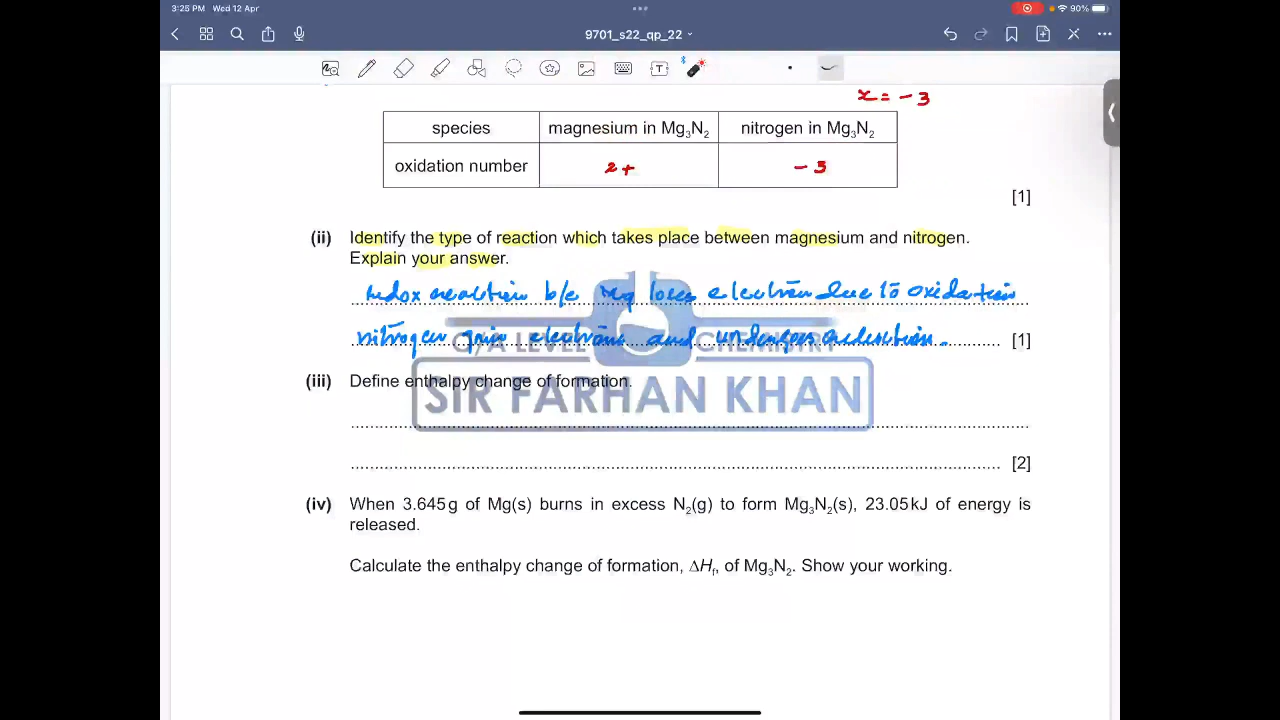 3:25 PM Wed 12 Apr
90%
9701_s22_qp_22
x = -3
species magnesium in Mg₃N₂ nitrogen in Mg₃N₂
oxidation number 2+ -3
[1]
(ii) Identify the type of reaction which takes place between magnesium and nitrogen.
Explain your answer.
redox reaction b/c Mg loses electron due to oxidation
nitrogen gain electrons and undergoes reduction. [1]
O/A LEVEL CHEMISTRY
(iii) Define enthalpy change of formation.
SIR FARHAN KHAN
[2]
(iv) When 3.645 g of Mg(s) burns in excess N₂(g) to form Mg₃N₂(s), 23.05 kJ of energy is
released.
Calculate the enthalpy change of formation, ΔHf, of Mg₃N₂. Show your working.